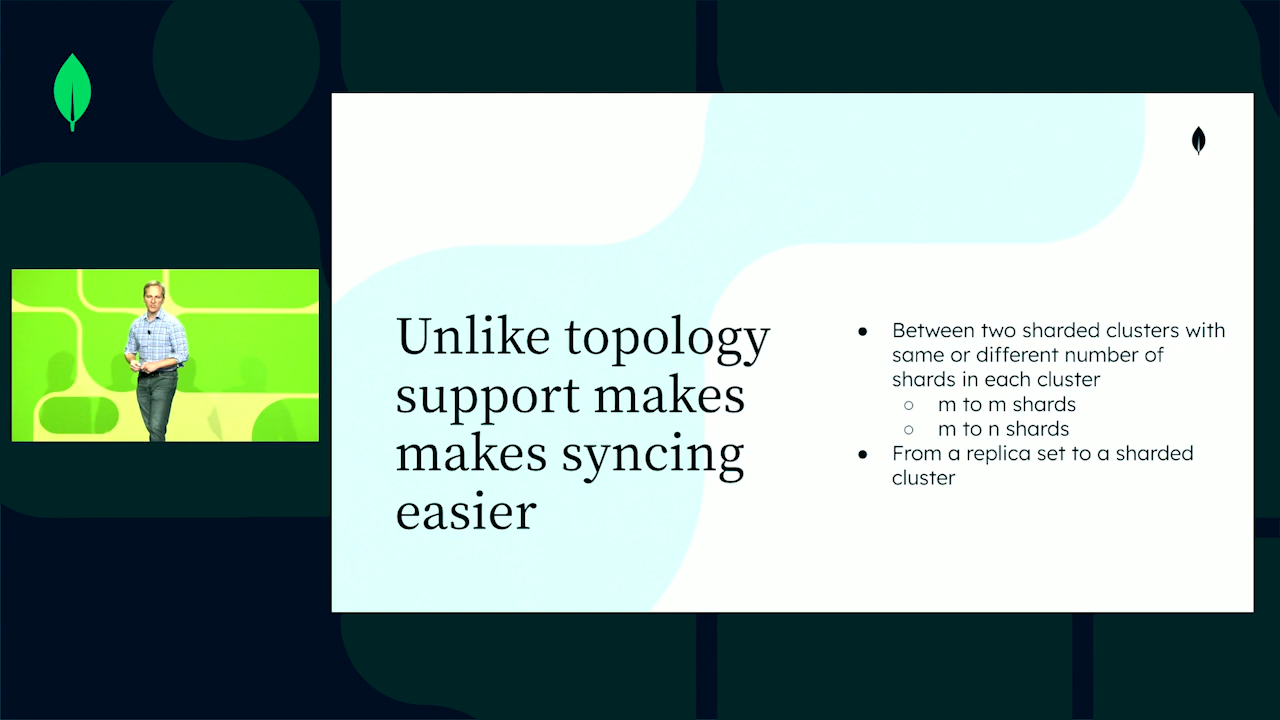 Unlike topology
support makes
makes syncing
easier
● Between two sharded clusters with
same or different number of
shards in each cluster
○ m to m shards
○ m to n shards
● From a replica set to a sharded
cluster